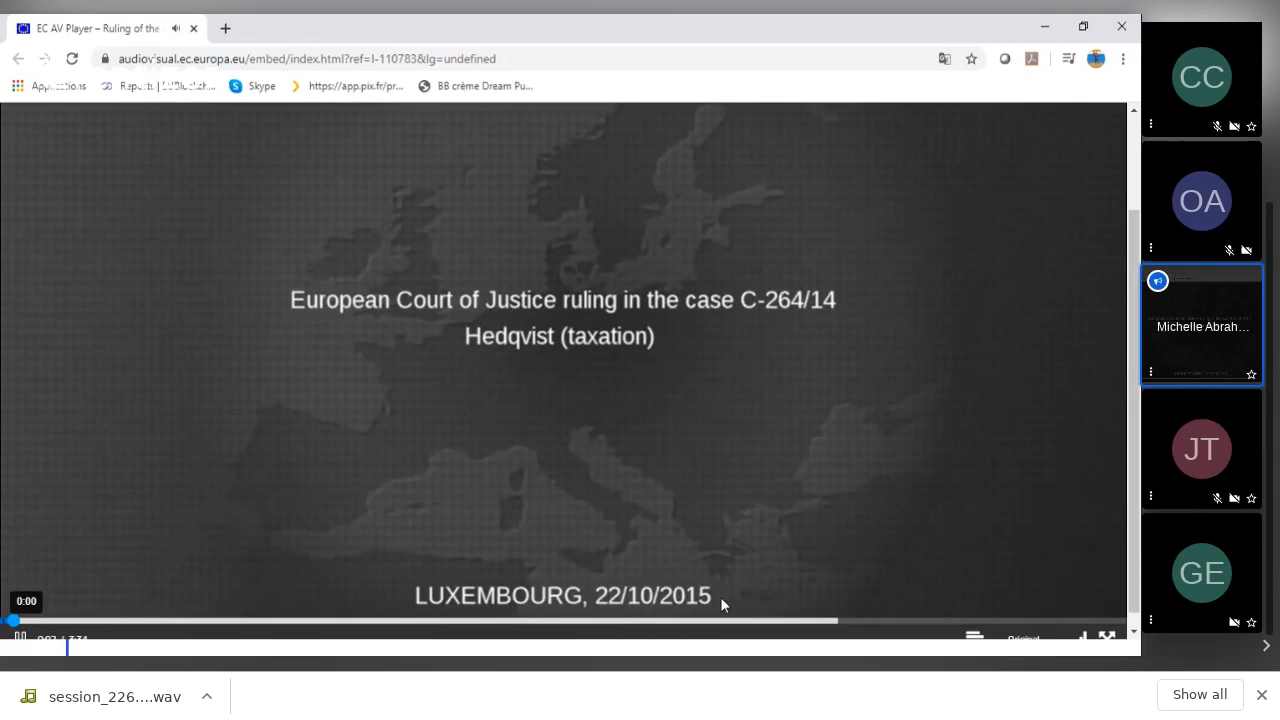 EC AV Player – Ruling of the
audiovisual.ec.europa.eu/embed/index.html?ref=I-110783&lg=undefined
Applications
Skype
https://app.pix.fr/pr...
BB crème Dream Pu...
CC
OA
European Court of Justice ruling in the case C-264/14
Hedqvist (taxation)
Michelle Abrah...
JT
GE
LUXEMBOURG, 22/10/2015
0:00
Original
session_226....wav
Show all